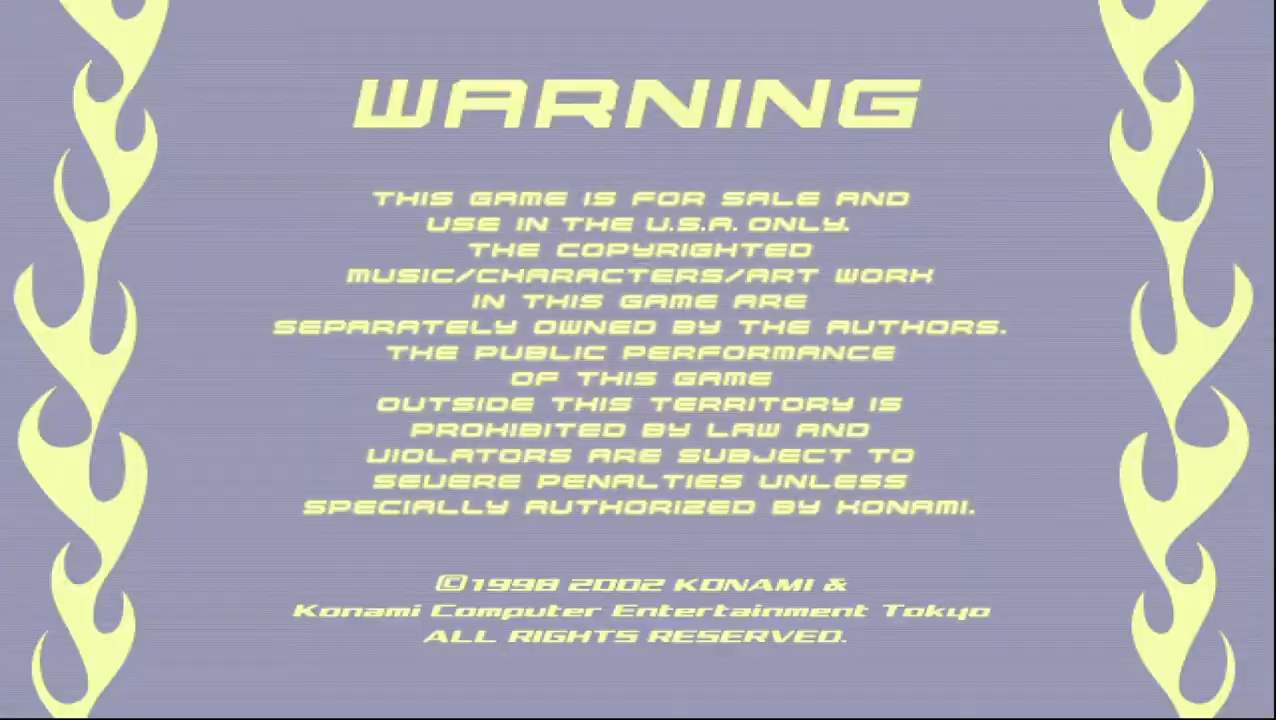 WARNING
THIS GAME IS FOR SALE AND
USE IN THE U.S.A. ONLY.
THE COPYRIGHTED
MUSIC/CHARACTERS/ART WORK
IN THIS GAME ARE
SEPARATELY OWNED BY THE AUTHORS.
THE PUBLIC PERFORMANCE
OF THIS GAME
OUTSIDE THIS TERRITORY IS
PROHIBITED BY LAW AND
VIOLATORS ARE SUBJECT TO
SEVERE PENALTIES UNLESS
SPECIALLY AUTHORIZED BY KONAMI.
©1998 2002 KONAMI &
Konami Computer Entertainment Tokyo
ALL RIGHTS RESERVED.